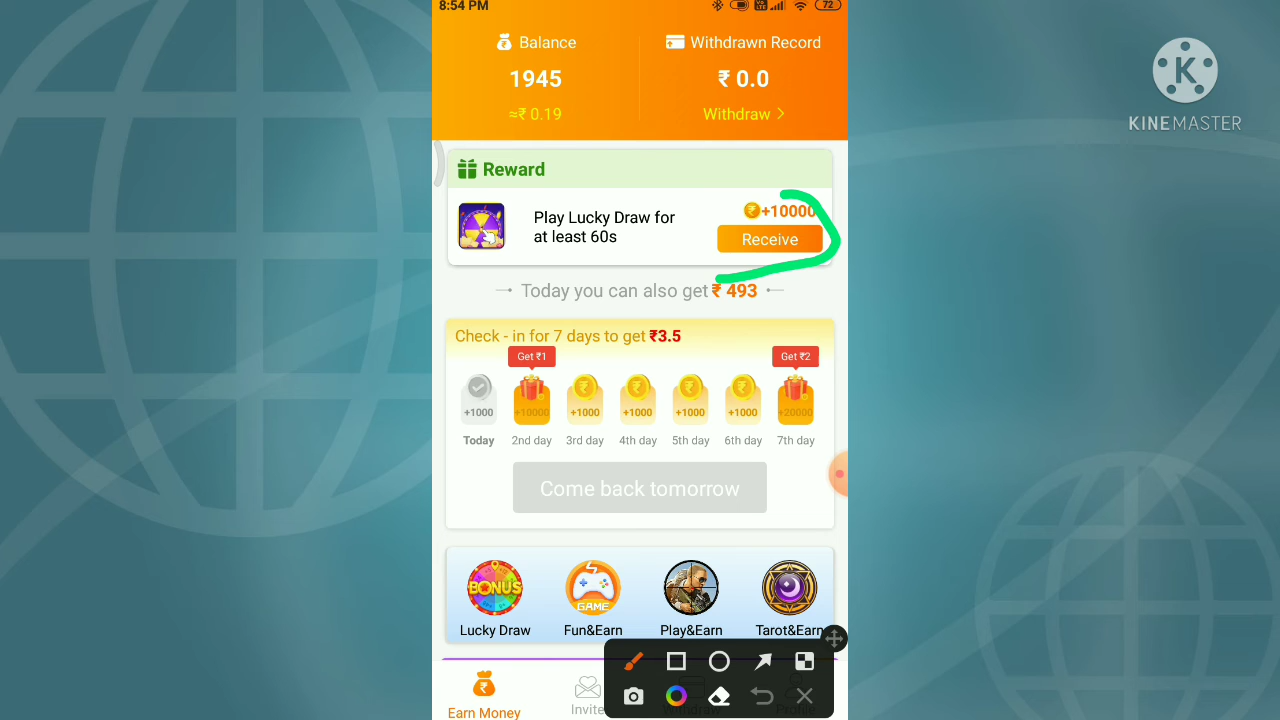 8:54 PM
72
Balance
Withdrawn Record
1945
₹ 0.0
≈₹ 0.19
Withdraw >
KINEMASTER
Reward
Play Lucky Draw for
at least 60s
+10000
Receive
Today you can also get ₹ 493
Check - in for 7 days to get ₹3.5
Get ₹1
Get ₹2
+1000
+10000
+1000
+1000
+1000
+1000
+20000
Today
2nd day
3rd day
4th day
5th day
6th day
7th day
Come back tomorrow
BONUS
GAME
Lucky Draw
Fun&Earn
Play&Earn
Tarot&Earn
Earn Money
Invite